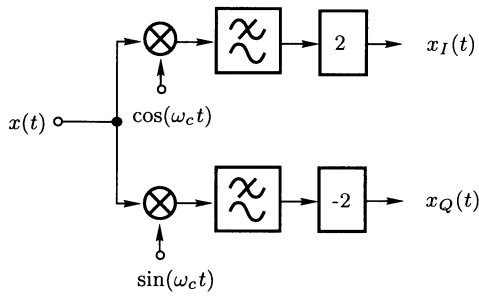 2
x_I(t)
cos(ω_c t)
x(t)
-2
x_Q(t)
sin(ω_c t)